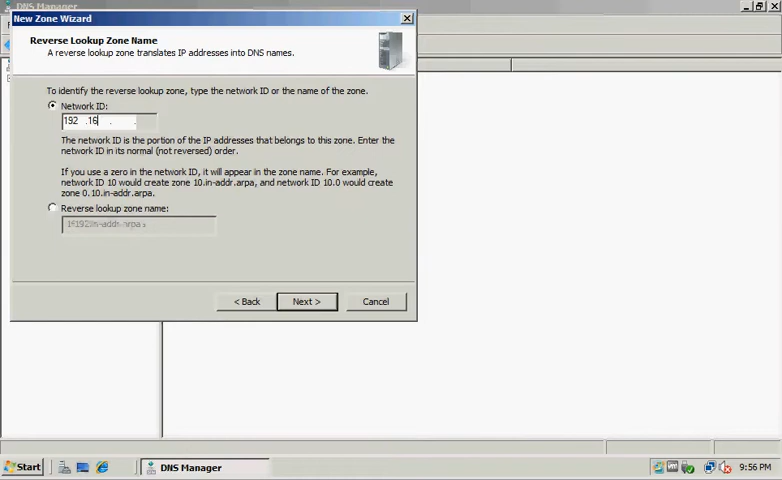 DNS Manager
New Zone Wizard
Reverse Lookup Zone Name
A reverse lookup zone translates IP addresses into DNS names.
To identify the reverse lookup zone, type the network ID or the name of the zone.
Network ID:
192 .16 . .
The network ID is the portion of the IP addresses that belongs to this zone. Enter the
network ID in its normal (not reversed) order.
If you use a zero in the network ID, it will appear in the zone name. For example,
network ID 10 would create zone 10.in-addr.arpa, and network ID 10.0 would create
zone 0.10.in-addr.arpa.
Reverse lookup zone name:
< Back
Next >
Cancel
Start
DNS Manager
9:56 PM